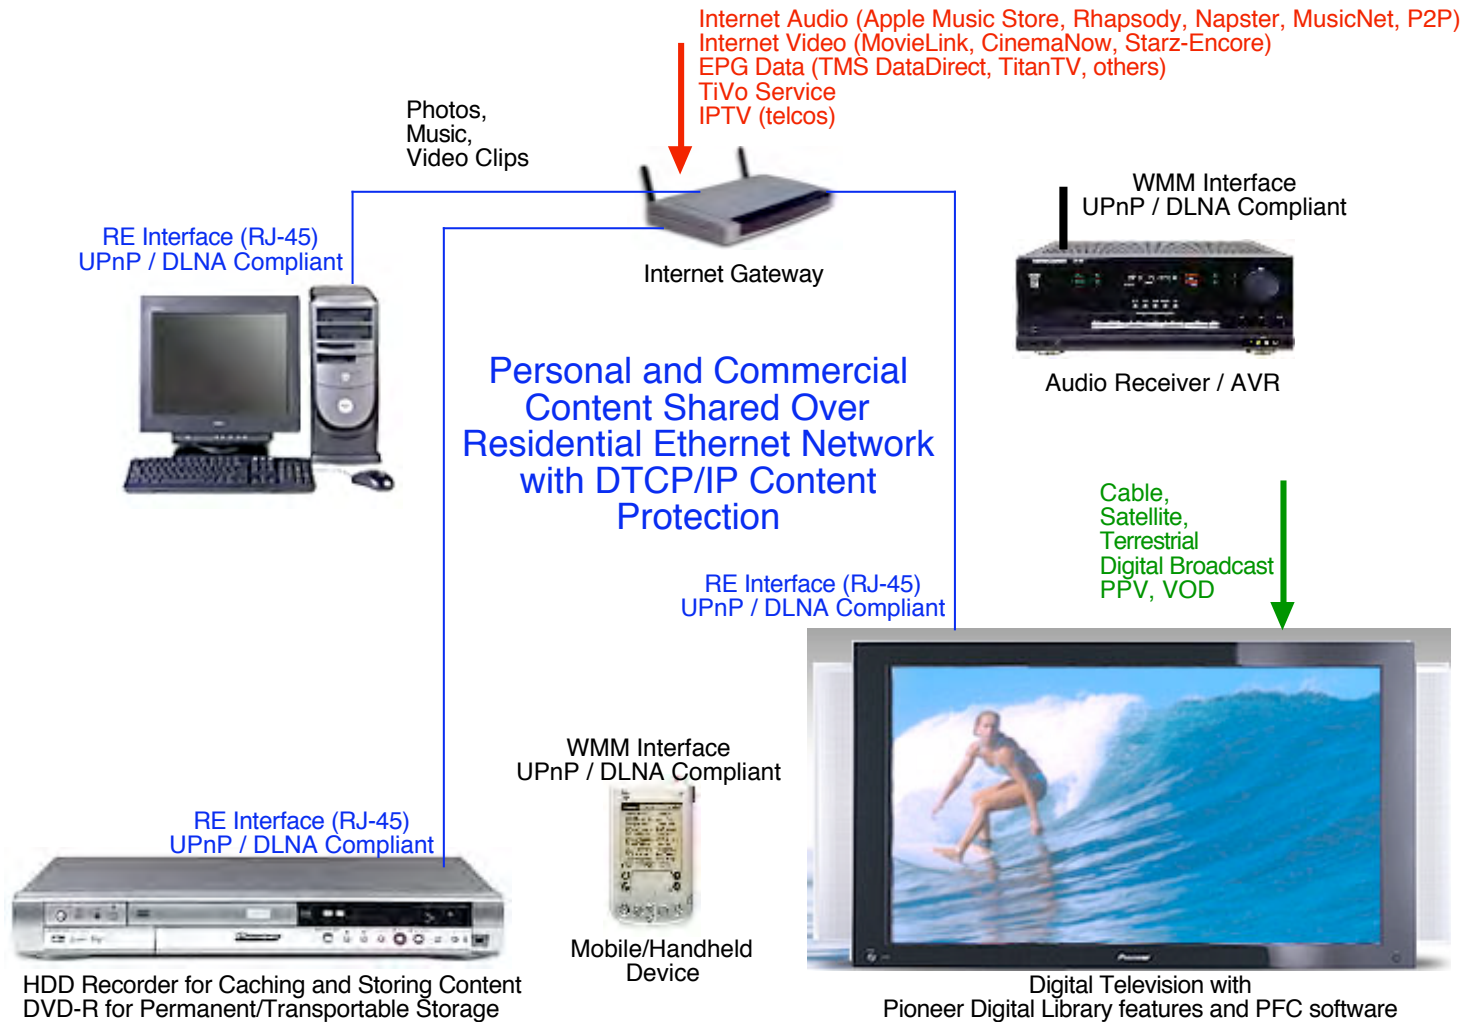 Internet Audio (Apple Music Store, Rhapsody, Napster, MusicNet, P2P)
Internet Video (MovieLink, CinemaNow, Starz-Encore)
EPG Data (TMS DataDirect, TitanTV, others)
TiVo Service
IPTV (telcos)
Photos,
Music,
Video Clips
WMM Interface
UPnP / DLNA Compliant
RE Interface (RJ-45)
UPnP / DLNA Compliant
Internet Gateway
Audio Receiver / AVR
Personal and Commercial
Content Shared Over
Residential Ethernet Network
with DTCP/IP Content
Protection
Cable,
Satellite,
Terrestrial
Digital Broadcast
PPV, VOD
RE Interface (RJ-45)
UPnP / DLNA Compliant
WMM Interface
UPnP / DLNA Compliant
RE Interface (RJ-45)
UPnP / DLNA Compliant
Mobile/Handheld
Device
Pioneer
HDD Recorder for Caching and Storing Content
DVD-R for Permanent/Transportable Storage
Digital Television with
Pioneer Digital Library features and PFC software